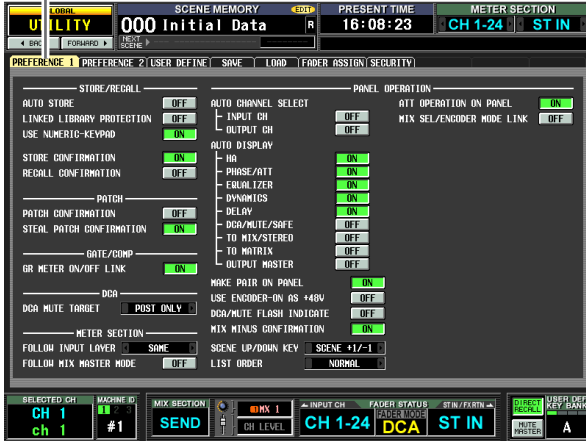 GLOBAL
UTILITY
BACK
FORWARD
SCENE MEMORY
EDIT
000 Initial Data
R
NEXT SCENE
PRESENT TIME
16:08:23
METER SECTION
CH 1-24
ST IN
PREFERENCE 1
PREFERENCE 2
USER DEFINE
SAVE
LOAD
FADER ASSIGN
SECURITY
STORE/RECALL
AUTO STORE OFF
LINKED LIBRARY PROTECTION OFF
USE NUMERIC-KEYPAD ON
STORE CONFIRMATION ON
RECALL CONFIRMATION OFF
PATCH
PATCH CONFIRMATION OFF
STEAL PATCH CONFIRMATION ON
GATE/COMP
GR METER ON/OFF LINK ON
DCA
DCA MUTE TARGET POST ONLY
METER SECTION
FOLLOW INPUT LAYER SAME
FOLLOW MIX MASTER MODE OFF
PANEL OPERATION
AUTO CHANNEL SELECT
INPUT CH OFF
OUTPUT CH OFF
AUTO DISPLAY
HA ON
PHASE/ATT ON
EQUALIZER ON
DYNAMICS ON
DELAY ON
DCA/MUTE/SAFE OFF
TO MIX/STEREO OFF
TO MATRIX OFF
OUTPUT MASTER OFF
MAKE PAIR ON PANEL ON
USE ENCODER-ON AS +48V OFF
DCA/MUTE FLASH INDICATE OFF
MIX MINUS CONFIRMATION ON
SCENE UP/DOWN KEY SCENE +1/-1
LIST ORDER NORMAL
ATT OPERATION ON PANEL ON
MIX SEL/ENCODER MODE LINK OFF
SELECTED CH
CH 1
ch 1
MACHINE ID
1 2 3
#1
MIX SECTION
SEND
MX 1
CH LEVEL
INPUT CH
CH 1-24
FADER STATUS
FADER MODE
DCA
ST IN/FXRTN
ST IN
DIRECT RECALL
MUTE MASTER
USER DEF
KEY BANK
A